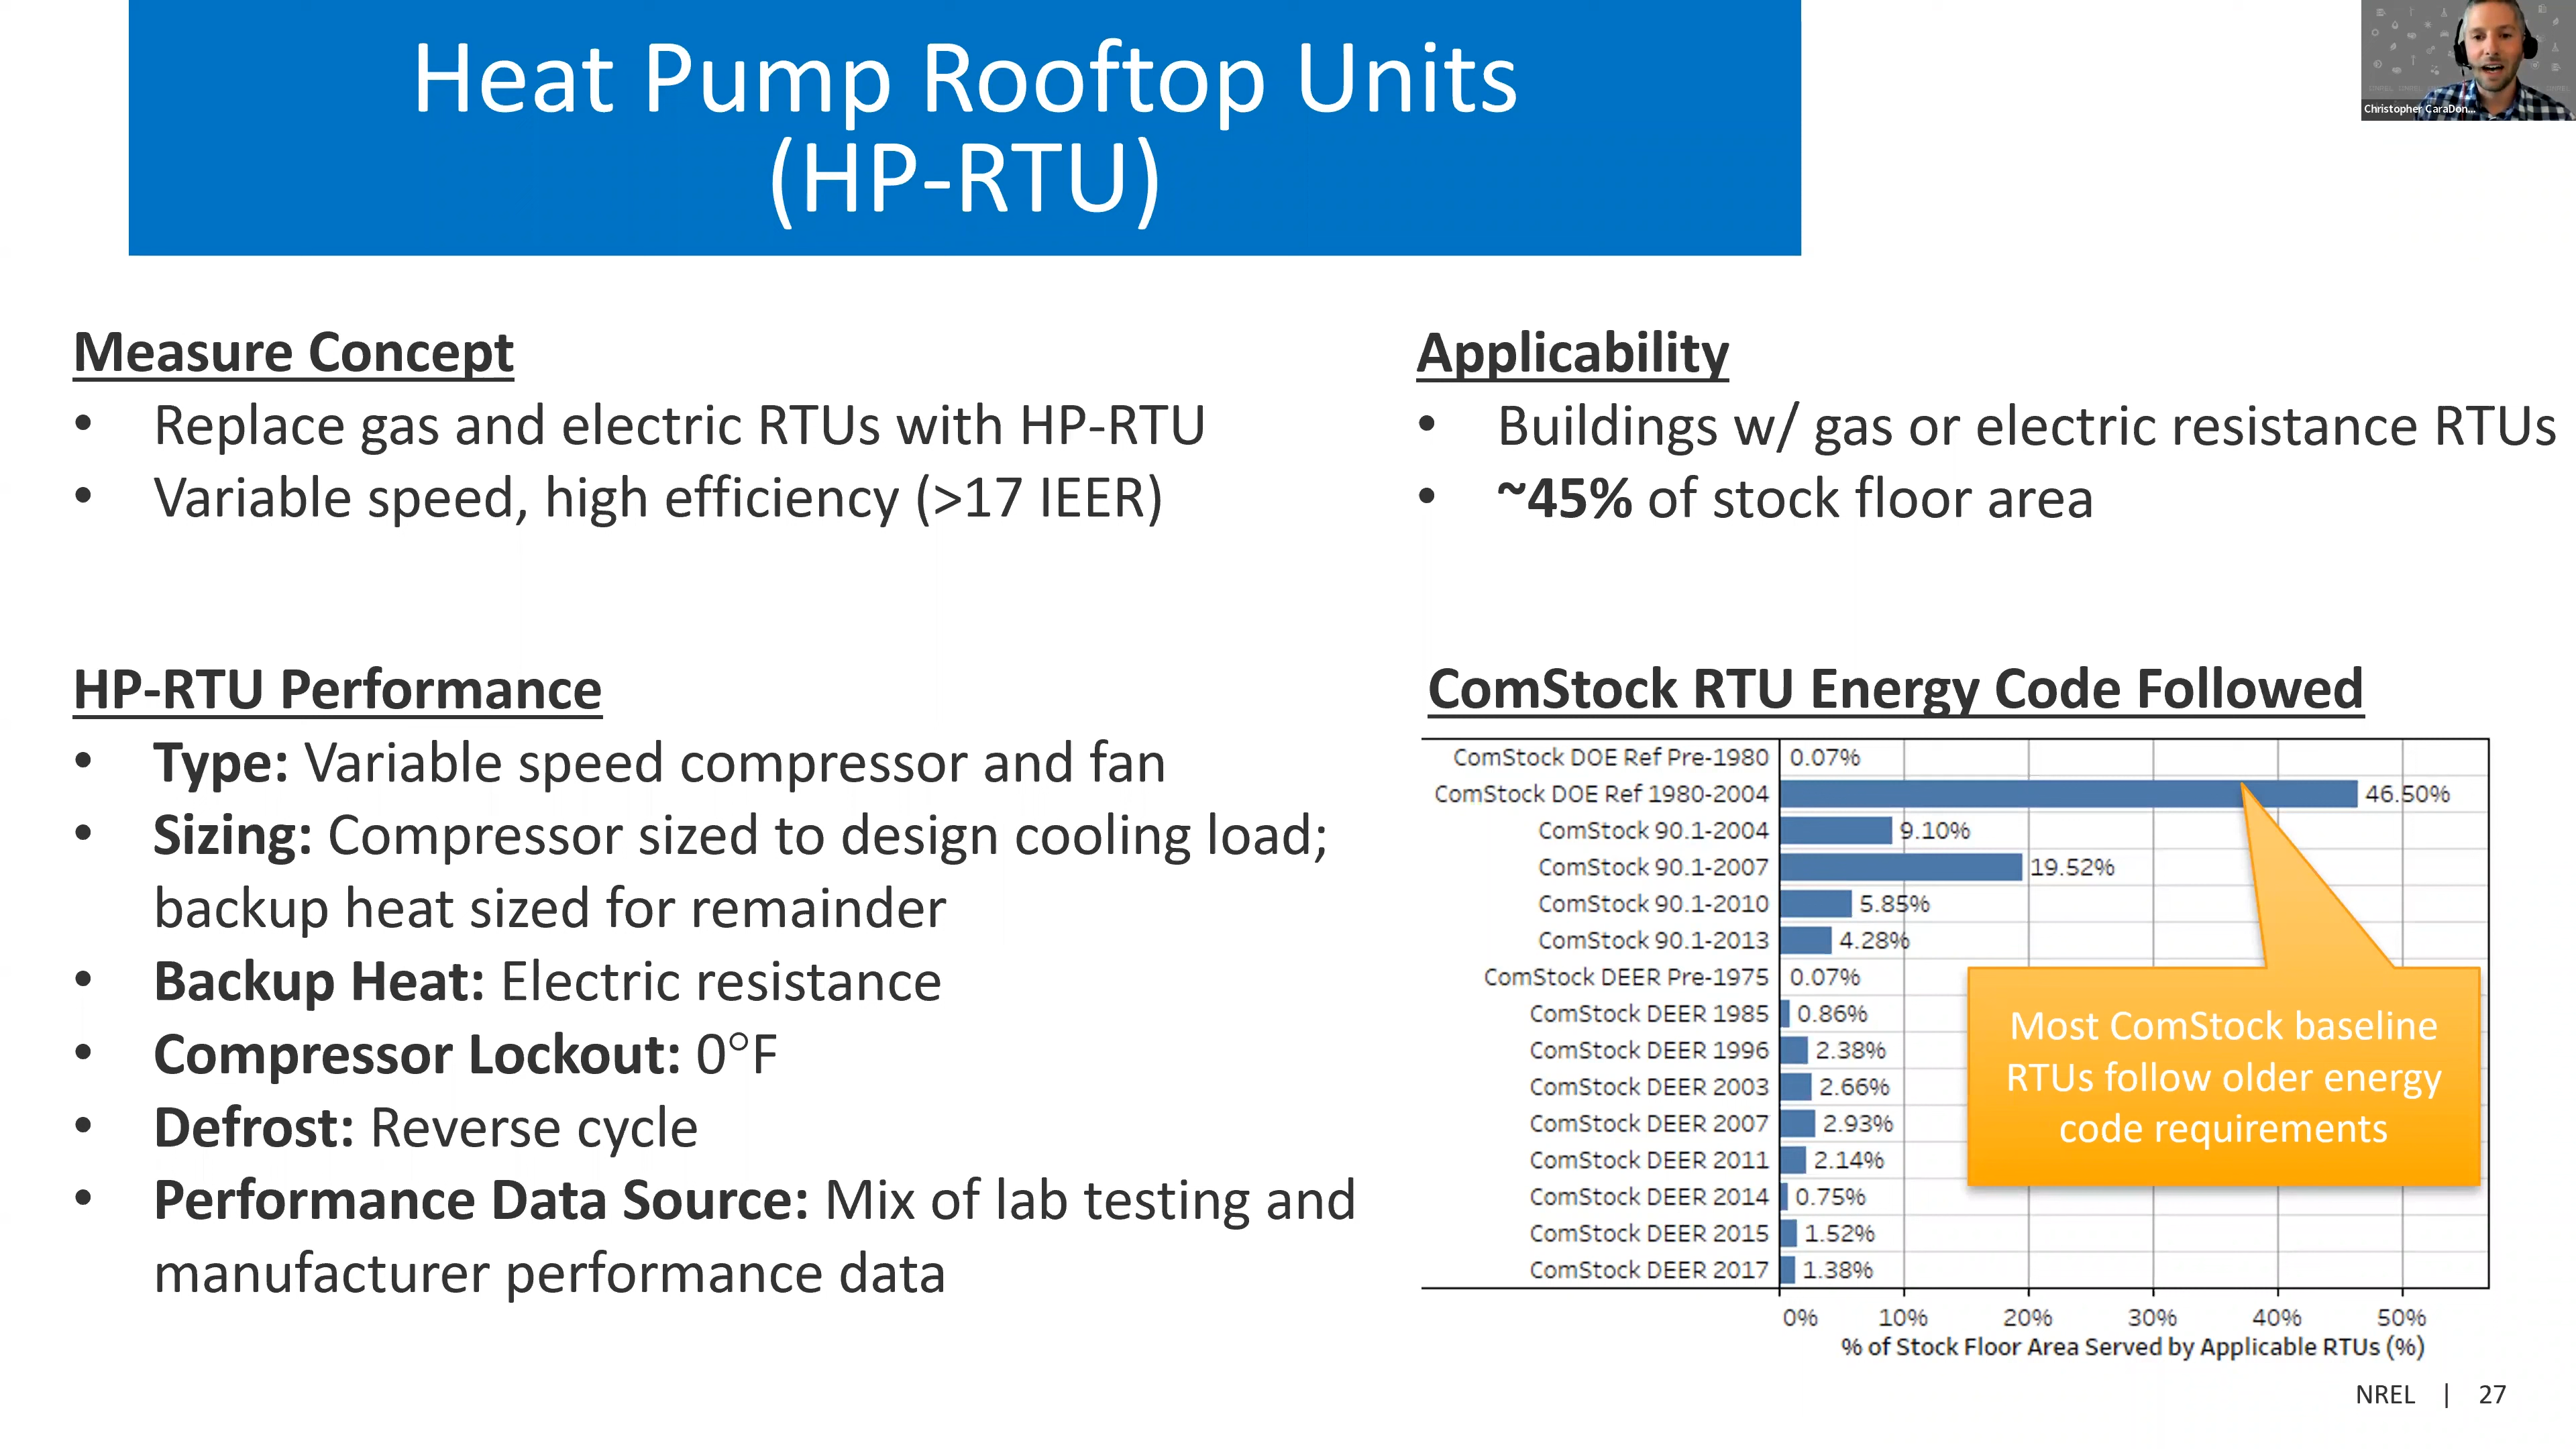 Heat Pump Rooftop Units
(HP-RTU)
Christopher CaraDon...
Measure Concept
• Replace gas and electric RTUs with HP-RTU
• Variable speed, high efficiency (>17 IEER)
Applicability
• Buildings w/ gas or electric resistance RTUs
• ~45% of stock floor area
HP-RTU Performance
• Type: Variable speed compressor and fan
• Sizing: Compressor sized to design cooling load;
backup heat sized for remainder
• Backup Heat: Electric resistance
• Compressor Lockout: 0°F
• Defrost: Reverse cycle
• Performance Data Source: Mix of lab testing and
manufacturer performance data
ComStock RTU Energy Code Followed
ComStock DOE Ref Pre-1980 0.07%
ComStock DOE Ref 1980-2004 46.50%
ComStock 90.1-2004 9.10%
ComStock 90.1-2007 19.52%
ComStock 90.1-2010 5.85%
ComStock 90.1-2013 4.28%
ComStock DEER Pre-1975 0.07%
ComStock DEER 1985 0.86%
ComStock DEER 1996 2.38%
ComStock DEER 2003 2.66%
ComStock DEER 2007 2.93%
ComStock DEER 2011 2.14%
ComStock DEER 2014 0.75%
ComStock DEER 2015 1.52%
ComStock DEER 2017 1.38%
Most ComStock baseline
RTUs follow older energy
code requirements
0% 10% 20% 30% 40% 50%
% of Stock Floor Area Served by Applicable RTUs (%)
NREL | 27